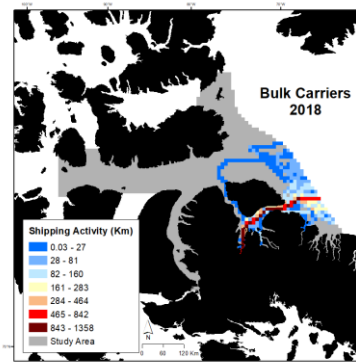 Bulk Carriers
2018
Shipping Activity (Km)
0.03 - 27
28 - 81
82 - 160
161 - 283
284 - 464
465 - 842
843 - 1358
Study Area
N
0 60 120 Km